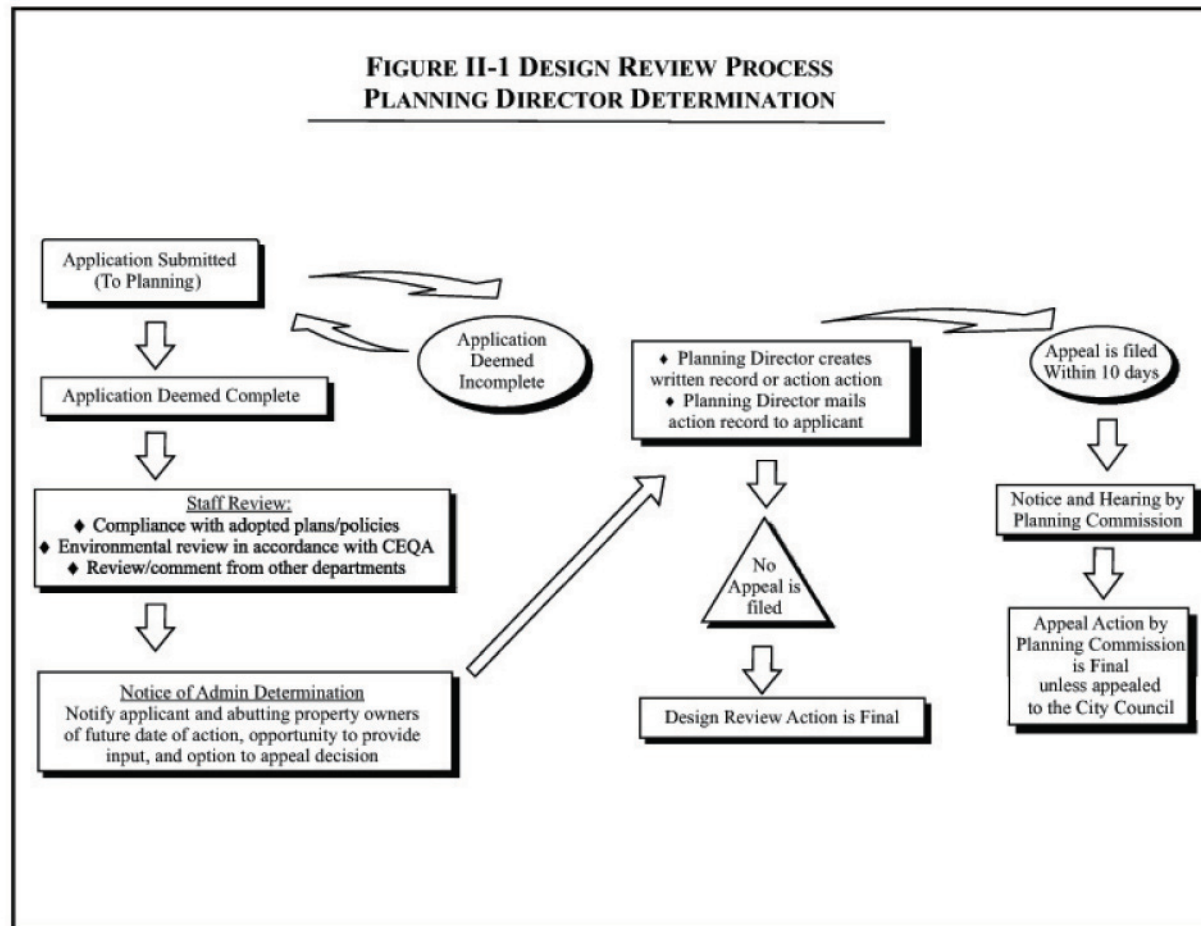 FIGURE II-1 DESIGN REVIEW PROCESS
PLANNING DIRECTOR DETERMINATION
Application Submitted
(To Planning)
Application
Deemed
Incomplete
Application Deemed Complete
Staff Review:
♦ Compliance with adopted plans/policies
♦ Environmental review in accordance with CEQA
♦ Review/comment from other departments
Notice of Admin Determination
Notify applicant and abutting property owners
of future date of action, opportunity to provide
input, and option to appeal decision
♦ Planning Director creates
written record or action action
♦ Planning Director mails
action record to applicant
No
Appeal is
filed
Design Review Action is Final
Appeal is filed
Within 10 days
Notice and Hearing by
Planning Commission
Appeal Action by
Planning Commission
is Final
unless appealed
to the City Council